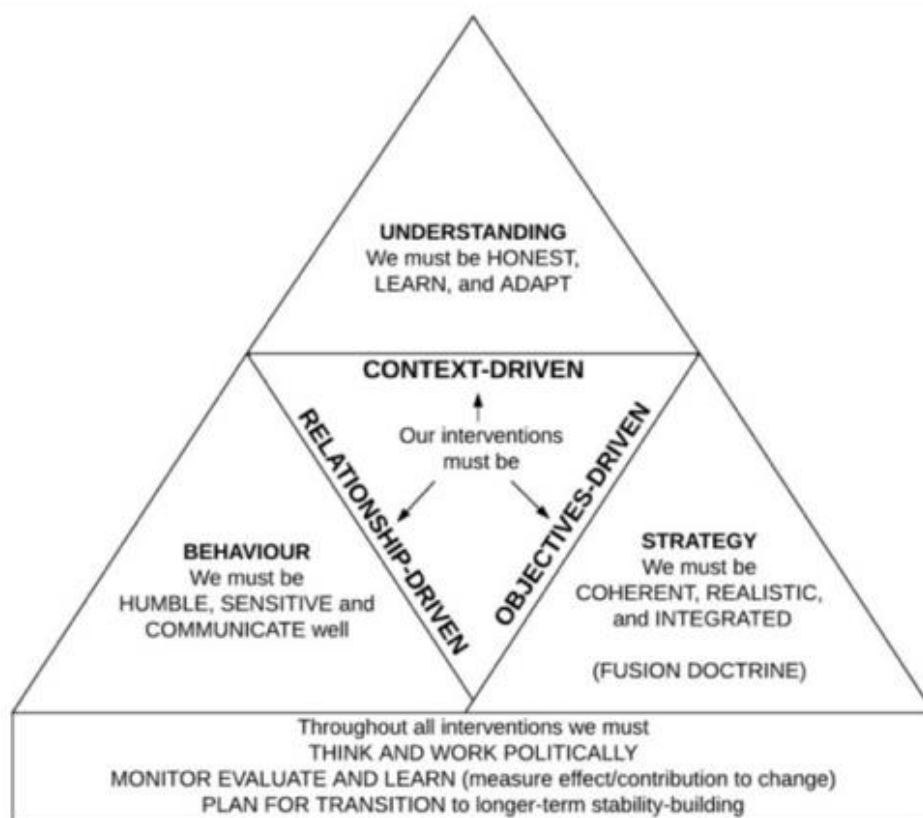 UNDERSTANDING
We must be HONEST,
LEARN, and ADAPT
CONTEXT-DRIVEN
Our interventions
must be
RELATIONSHIP-DRIVEN
OBJECTIVES-DRIVEN
BEHAVIOUR
We must be
HUMBLE, SENSITIVE and
COMMUNICATE well
STRATEGY
We must be
COHERENT, REALISTIC,
and INTEGRATED
(FUSION DOCTRINE)
Throughout all interventions we must
THINK AND WORK POLITICALLY
MONITOR EVALUATE AND LEARN (measure effect/contribution to change)
PLAN FOR TRANSITION to longer-term stability-building